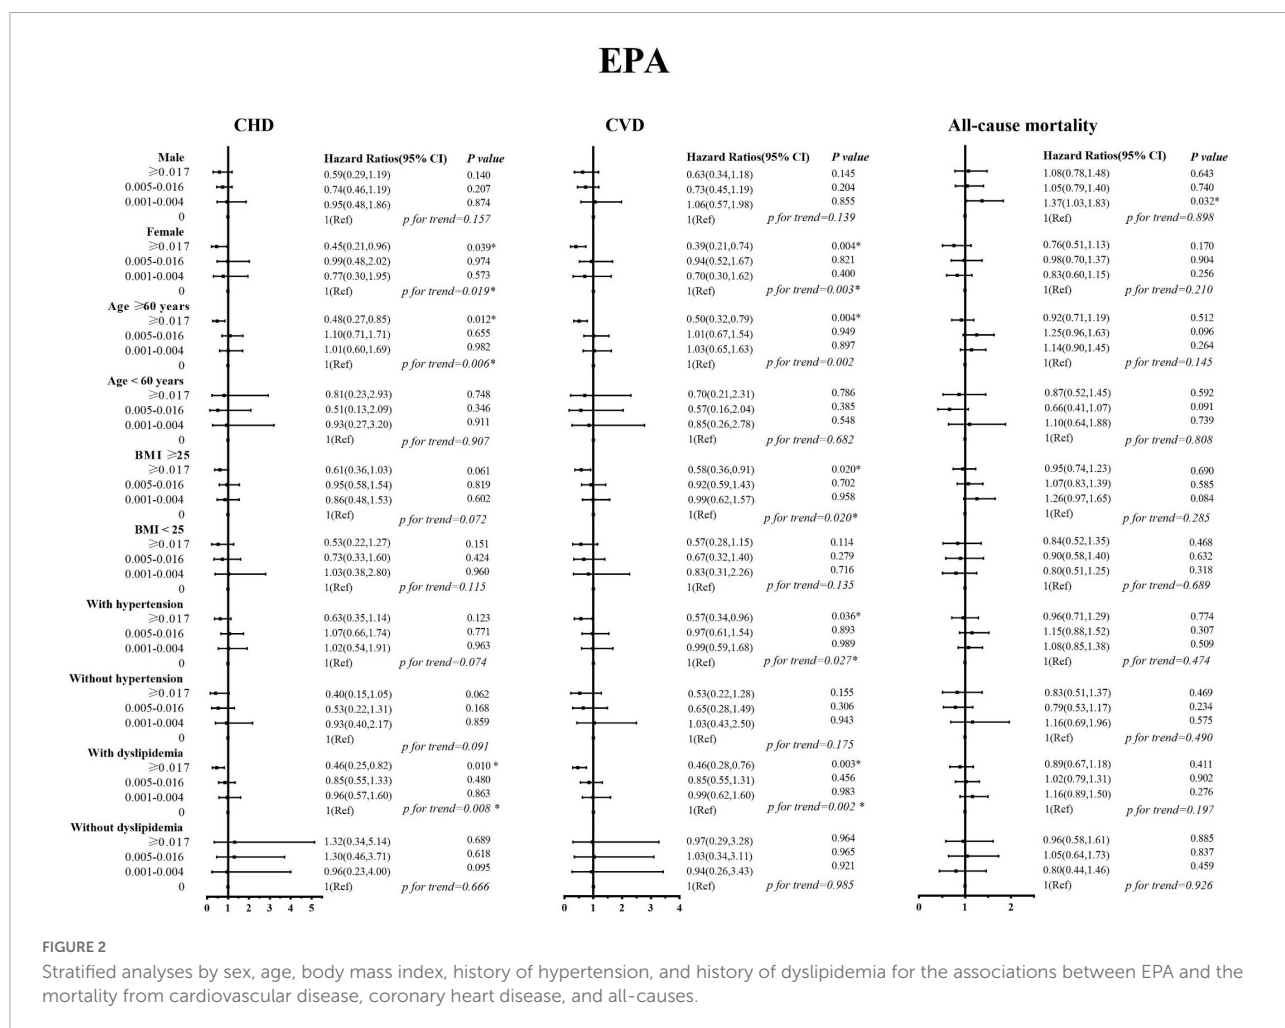 EPA
CHD CVD All-cause mortality
Hazard Ratios(95% CI) P value Hazard Ratios(95% CI) P value Hazard Ratios(95% CI) P value
Male
≥0.017 0.59(0.29,1.19) 0.140 0.63(0.34,1.18) 0.145 1.08(0.78,1.48) 0.643
0.005-0.016 0.74(0.46,1.19) 0.207 0.73(0.45,1.19) 0.204 1.05(0.79,1.40) 0.740
0.001-0.004 0.95(0.48,1.86) 0.874 1.06(0.57,1.98) 0.855 1.37(1.03,1.83) 0.032*
0 1(Ref) p for trend=0.157 1(Ref) p for trend=0.139 1(Ref) p for trend=0.898
Female
≥0.017 0.45(0.21,0.96) 0.039* 0.39(0.21,0.74) 0.004* 0.76(0.51,1.13) 0.170
0.005-0.016 0.99(0.48,2.02) 0.974 0.94(0.52,1.67) 0.821 0.98(0.70,1.37) 0.904
0.001-0.004 0.77(0.30,1.95) 0.573 0.70(0.30,1.62) 0.400 0.83(0.60,1.15) 0.256
0 1(Ref) p for trend=0.019* 1(Ref) p for trend=0.003* 1(Ref) p for trend=0.210
Age ≥60 years
≥0.017 0.48(0.27,0.85) 0.012* 0.50(0.32,0.79) 0.004* 0.92(0.71,1.19) 0.512
0.005-0.016 1.10(0.71,1.71) 0.655 1.01(0.67,1.54) 0.949 1.25(0.96,1.63) 0.096
0.001-0.004 1.01(0.60,1.69) 0.982 1.03(0.65,1.63) 0.897 1.14(0.90,1.45) 0.264
0 1(Ref) p for trend=0.006* 1(Ref) p for trend=0.002 1(Ref) p for trend=0.145
Age < 60 years
≥0.017 0.81(0.23,2.93) 0.748 0.70(0.21,2.31) 0.786 0.87(0.52,1.45) 0.592
0.005-0.016 0.51(0.13,2.09) 0.346 0.57(0.16,2.04) 0.385 0.66(0.41,1.07) 0.091
0.001-0.004 0.93(0.27,3.20) 0.911 0.85(0.26,2.78) 0.548 1.10(0.64,1.88) 0.739
0 1(Ref) p for trend=0.907 1(Ref) p for trend=0.682 1(Ref) p for trend=0.808
BMI ≥25
≥0.017 0.61(0.36,1.03) 0.061 0.58(0.36,0.91) 0.020* 0.95(0.74,1.23) 0.690
0.005-0.016 0.95(0.58,1.54) 0.819 0.92(0.59,1.43) 0.702 1.07(0.83,1.39) 0.585
0.001-0.004 0.86(0.48,1.53) 0.602 0.99(0.62,1.57) 0.958 1.26(0.97,1.65) 0.084
0 1(Ref) p for trend=0.072 1(Ref) p for trend=0.020* 1(Ref) p for trend=0.285
BMI < 25
≥0.017 0.53(0.22,1.27) 0.151 0.57(0.28,1.15) 0.114 0.84(0.52,1.35) 0.468
0.005-0.016 0.73(0.33,1.60) 0.424 0.67(0.32,1.40) 0.279 0.90(0.58,1.40) 0.632
0.001-0.004 1.03(0.38,2.80) 0.960 0.83(0.31,2.26) 0.716 0.80(0.51,1.25) 0.318
0 1(Ref) p for trend=0.115 1(Ref) p for trend=0.135 1(Ref) p for trend=0.689
With hypertension
≥0.017 0.63(0.35,1.14) 0.123 0.57(0.34,0.96) 0.036* 0.96(0.71,1.29) 0.774
0.005-0.016 1.07(0.66,1.74) 0.771 0.97(0.61,1.54) 0.893 1.15(0.88,1.52) 0.307
0.001-0.004 1.02(0.54,1.91) 0.963 0.99(0.59,1.68) 0.989 1.08(0.85,1.38) 0.509
0 1(Ref) p for trend=0.074 1(Ref) p for trend=0.027* 1(Ref) p for trend=0.474
Without hypertension
≥0.017 0.40(0.15,1.05) 0.062 0.53(0.22,1.28) 0.155 0.83(0.51,1.37) 0.469
0.005-0.016 0.53(0.22,1.31) 0.168 0.65(0.28,1.49) 0.306 0.79(0.53,1.17) 0.234
0.001-0.004 0.93(0.40,2.17) 0.859 1.03(0.43,2.50) 0.943 1.16(0.69,1.96) 0.575
0 1(Ref) p for trend=0.091 1(Ref) p for trend=0.175 1(Ref) p for trend=0.490
With dyslipidemia
≥0.017 0.46(0.25,0.82) 0.010 * 0.46(0.28,0.76) 0.003* 0.89(0.67,1.18) 0.411
0.005-0.016 0.85(0.55,1.33) 0.480 0.85(0.55,1.31) 0.456 1.02(0.79,1.31) 0.902
0.001-0.004 0.96(0.57,1.60) 0.863 0.99(0.62,1.60) 0.983 1.16(0.89,1.50) 0.276
0 1(Ref) p for trend=0.008 * 1(Ref) p for trend=0.002 * 1(Ref) p for trend=0.197
Without dyslipidemia
≥0.017 1.32(0.34,5.14) 0.689 0.97(0.29,3.28) 0.964 0.96(0.58,1.61) 0.885
0.005-0.016 1.30(0.46,3.71) 0.618 1.03(0.34,3.11) 0.965 1.05(0.64,1.73) 0.837
0.001-0.004 0.96(0.23,4.00) 0.095 0.94(0.26,3.43) 0.921 0.80(0.44,1.46) 0.459
0 1(Ref) p for trend=0.666 1(Ref) p for trend=0.985 1(Ref) p for trend=0.926
0 1 2 3 4 5 0 1 2 3 4 0 1 2
FIGURE 2
Stratified analyses by sex, age, body mass index, history of hypertension, and history of dyslipidemia for the associations between EPA and the
mortality from cardiovascular disease, coronary heart disease, and all-causes.